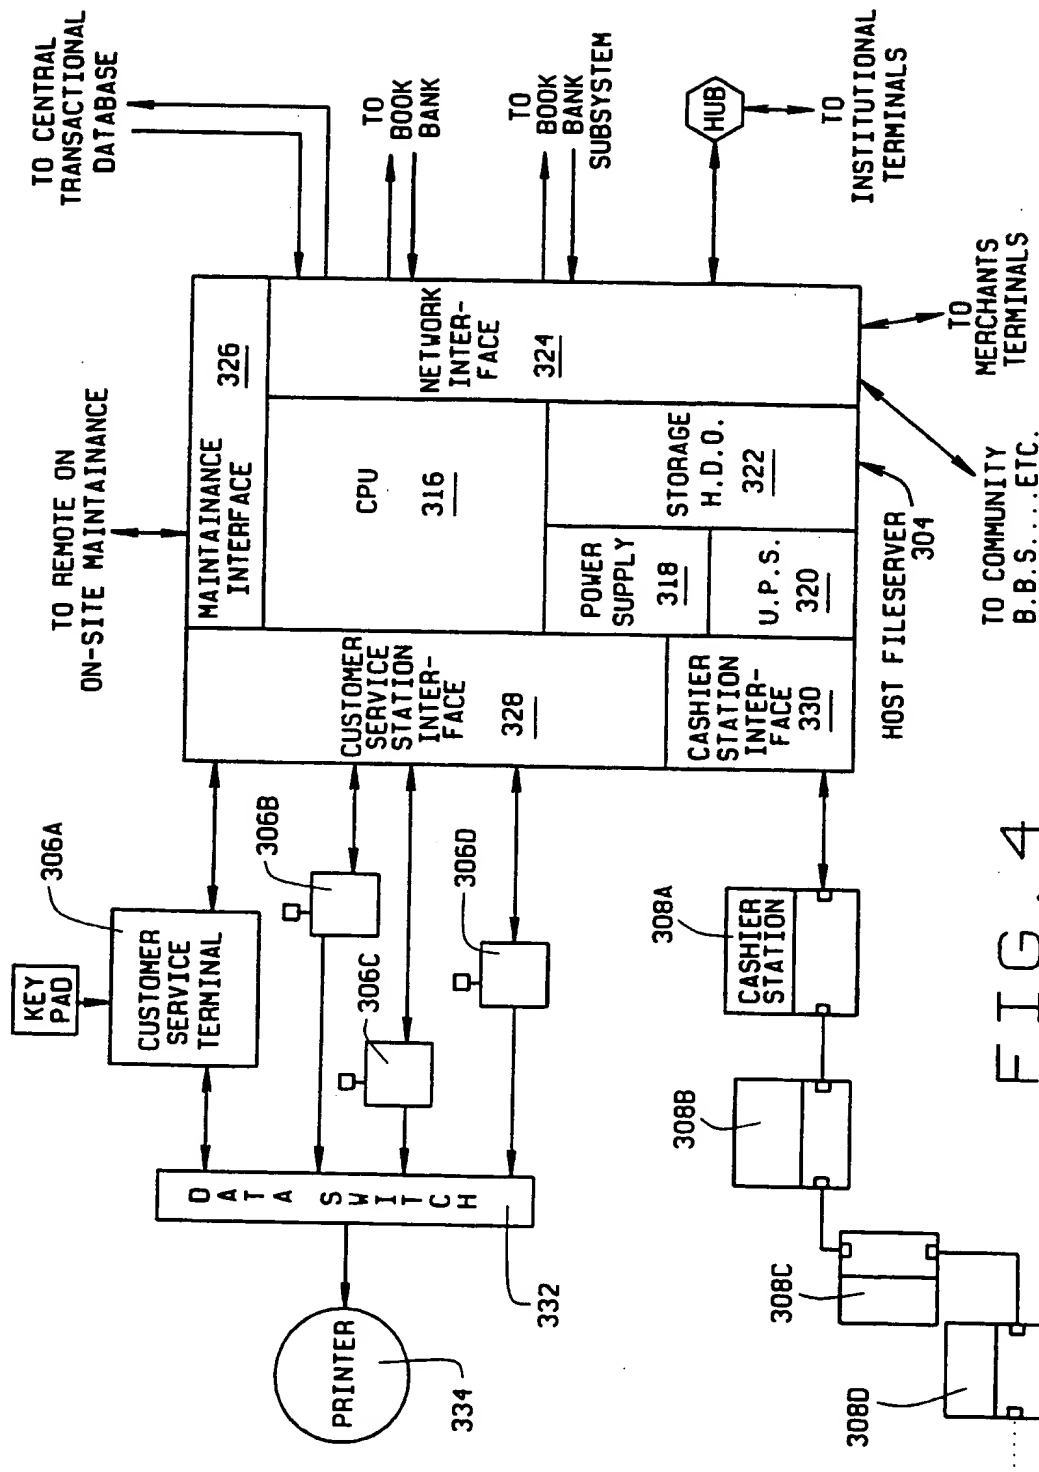 TO CENTRAL
TRANSACTIONAL
DATABASE
TO
BOOK
BANK
TO
BOOK
BANK
SUBSYSTEM
HUB
TO
INSTITUTIONAL
TERMINALS
TO REMOTE ON
ON-SITE MAINTAINANCE
MAINTAINANCE
INTERFACE
326
NETWORK
INTER-
FACE
324
CPU
316
STORAGE
H.D.O.
322
POWER
SUPPLY
318
U.P.S.
320
CUSTOMER
SERVICE
STATION
INTER-
FACE
328
CASHIER
STATION
INTER-
FACE
330
TO
MERCHANTS
TERMINALS
TO COMMUNITY
B.B.S....ETC.
HOST FILESERVER
304
306A
KEY
PAD
CUSTOMER
SERVICE
TERMINAL
306B
306C
306D
DATA SWITCH
332
PRINTER
334
308A
CASHIER
STATION
308B
308C
308D
FIG. 4